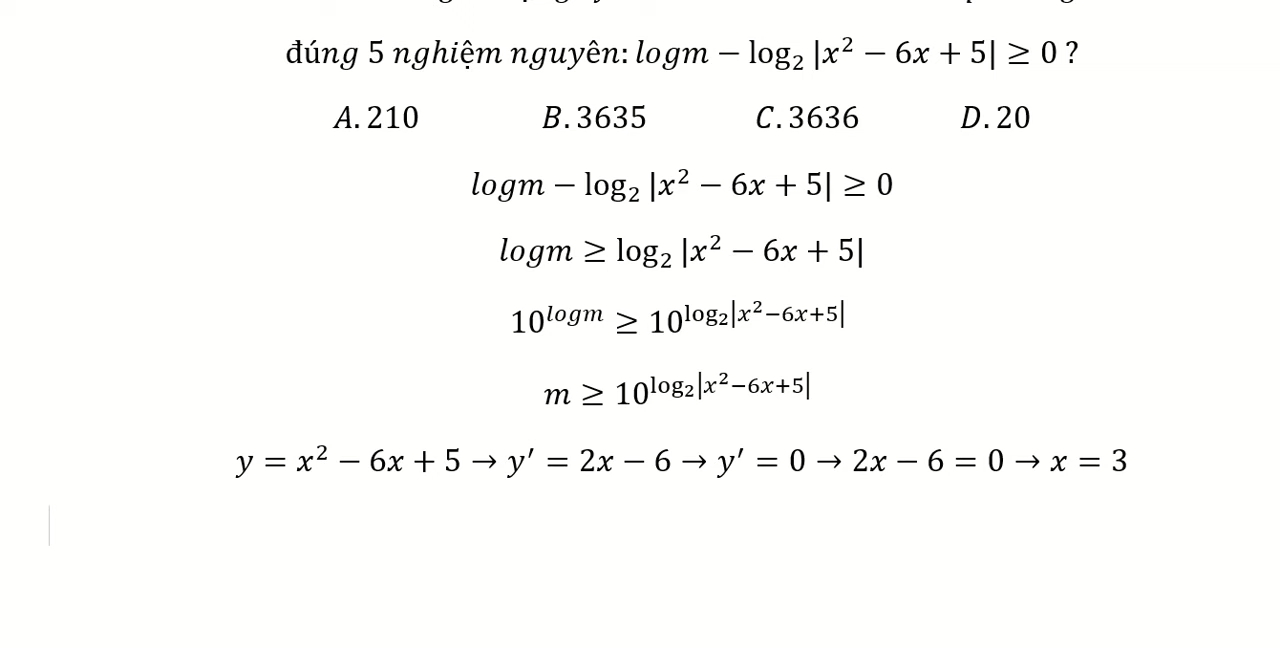 đúng 5 nghiệm nguyên: logm − log₂ |x² − 6x + 5| ≥ 0 ?
A. 210 B. 3635 C. 3636 D. 20
logm − log₂ |x² − 6x + 5| ≥ 0
logm ≥ log₂ |x² − 6x + 5|
10^{logm} ≥ 10^{log₂|x²−6x+5|}
m ≥ 10^{log₂|x²−6x+5|}
y = x² − 6x + 5 → y′ = 2x − 6 → y′ = 0 → 2x − 6 = 0 → x = 3